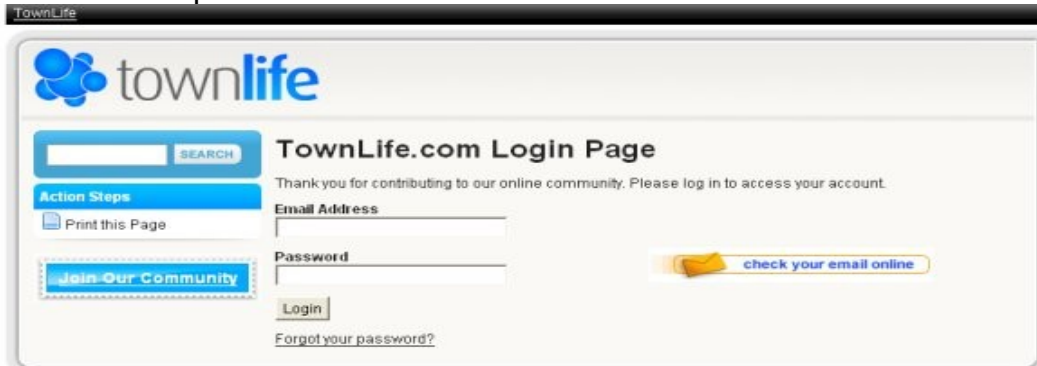 TownLife
townlife
SEARCH
Action Steps
Print this Page
Join Our Community
TownLife.com Login Page
Thank you for contributing to our online community. Please log in to access your account.
Email Address
Password
check your email online
Login
Forgot your password?